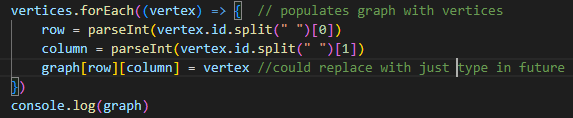 vertices.forEach((vertex) => {  // populates graph with vertices
    row = parseInt(vertex.id.split(" ")[0])
    column = parseInt(vertex.id.split(" ")[1])
    graph[row][column] = vertex //could replace with just type in future
})
console.log(graph)